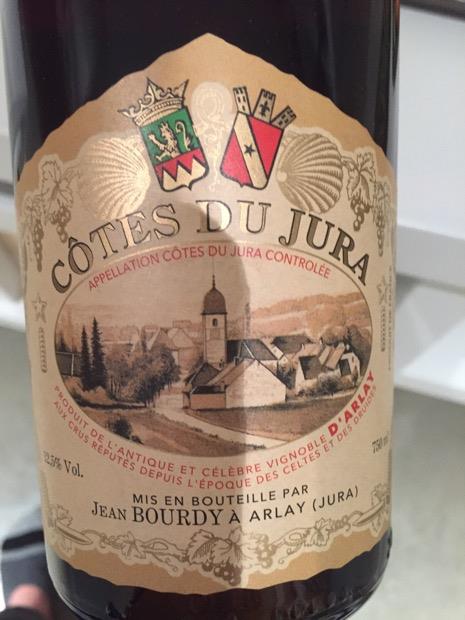 CÔTES DU JURA
APPELLATION CÔTES DU JURA CONTROLÉE
PRODUIT DE L'ANTIQUE ET CÉLÈBRE VIGNOBLE D'ARLAY
AUX CRUS REPUTÉS DEPUIS L'ÉPOQUE DES CELTES ET DES DRUIDES
12,5% Vol.
750 ml
MIS EN BOUTEILLE PAR
JEAN BOURDY À ARLAY (JURA)